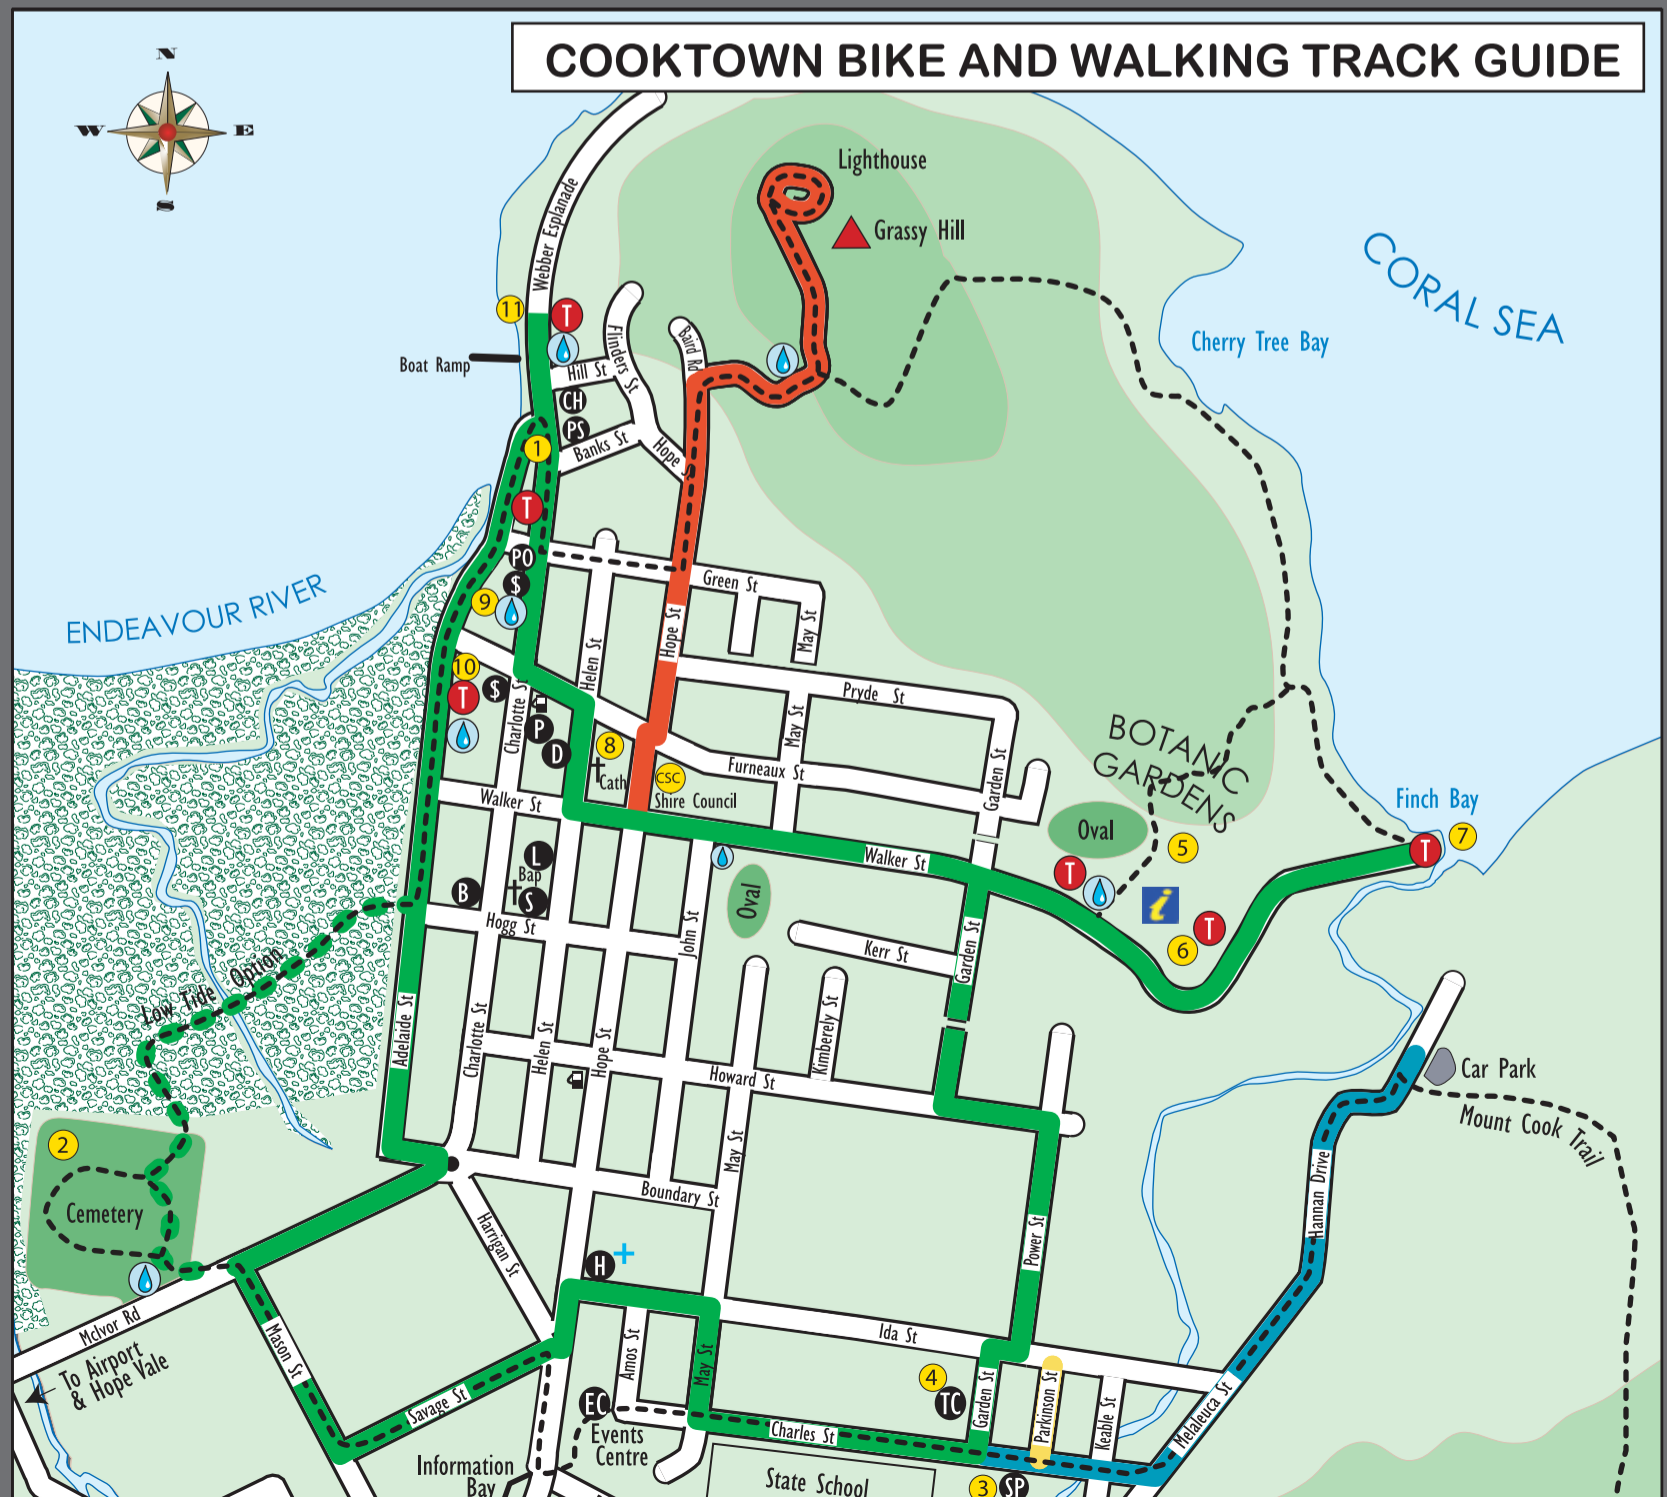 COOKTOWN BIKE AND WALKING TRACK GUIDE
N
W
E
S
Lighthouse
Grassy Hill
Webber Esplanade
CORAL SEA
Cherry Tree Bay
11
T
Flinders St
Baird Rd
Boat Ramp
Hill St
CH
PS
Banks St
1
Hope S
T
PO
$
Green St
ENDEAVOUR RIVER
9
Hope St
May St
Helen St
10
T
$
Pryde St
Charlotte St
P
D
8
Cath
CSC
Shire Council
May St
Furneaux St
Garden St
BOTANIC
GARDENS
Finch Bay
7
T
Walker St
Oval
5
L
Bap
S
B
Walker St
T
i
T
6
Oval
Hogg St
John St
Kerr St
Garden St
Low Tide Option
Adelaide St
Charlotte St
Helen St
Hope St
Kimberely St
Howard St
Car Park
Mount Cook Trail
2
Cemetery
May St
Boundary St
Hannan Drive
Harrigan St
H
Power St
McIvor Rd
Mason St
To Airport
& Hope Vale
Ida St
Amos St
May St
4
TC
Garden St
Parkinson St
Keable St
Melaleuca St
Savage St
EC
Events
Centre
Charles St
Information
Bay
State School
3
SP